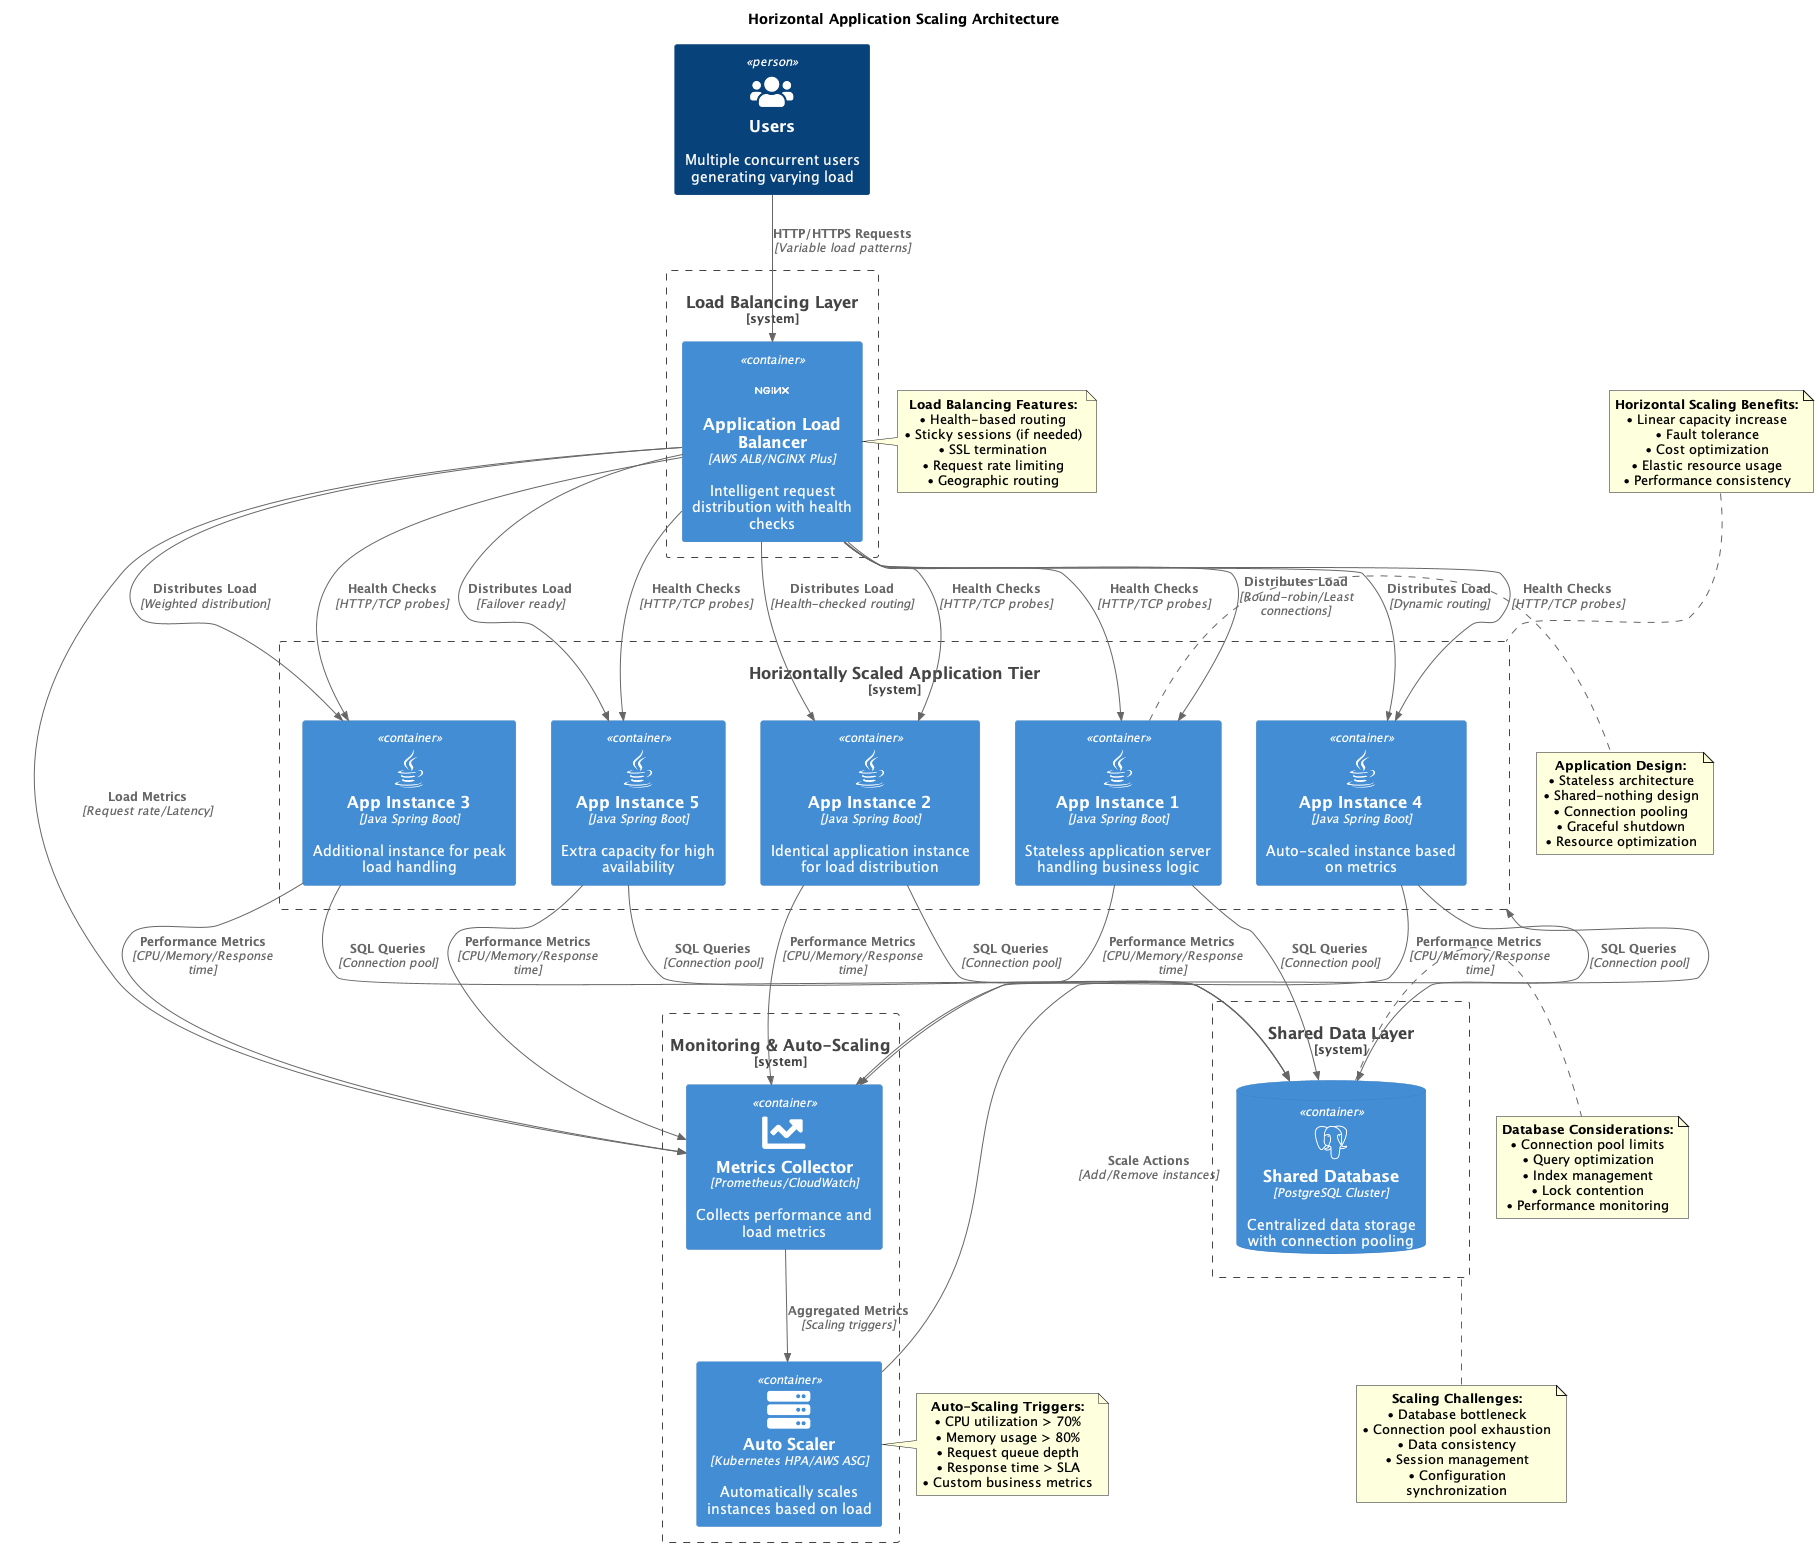 Horizontal Application Scaling Architecture
«person»
Users
Multiple concurrent users
generating varying load
HTTP/HTTPS Requests
[Variable load patterns]
Load Balancing Layer
[system]
«container»
NGINX
Application Load
Balancer
[AWS ALB/NGINX Plus]
Intelligent request
distribution with health
checks
Load Balancing Features:
• Health-based routing
• Sticky sessions (if needed)
• SSL termination
• Request rate limiting
• Geographic routing
Horizontal Scaling Benefits:
• Linear capacity increase
• Fault tolerance
• Cost optimization
• Elastic resource usage
• Performance consistency
Distributes Load
[Weighted distribution]
Health Checks
[HTTP/TCP probes]
Distributes Load
[Failover ready]
Health Checks
[HTTP/TCP probes]
Distributes Load
[Health-checked routing]
Health Checks
[HTTP/TCP probes]
Health Checks
[HTTP/TCP probes]
Distributes Load
[Round-robin/Least
connections]
Distributes Load
[Dynamic routing]
Health Checks
[HTTP/TCP probes]
Horizontally Scaled Application Tier
[system]
«container»
App Instance 3
[Java Spring Boot]
Additional instance for peak
load handling
«container»
App Instance 5
[Java Spring Boot]
Extra capacity for high
availability
«container»
App Instance 2
[Java Spring Boot]
Identical application instance
for load distribution
«container»
App Instance 1
[Java Spring Boot]
Stateless application server
handling business logic
«container»
App Instance 4
[Java Spring Boot]
Auto-scaled instance based
on metrics
Application Design:
• Stateless architecture
• Shared-nothing design
• Connection pooling
• Graceful shutdown
• Resource optimization
Load Metrics
[Request rate/Latency]
Performance Metrics
[CPU/Memory/Response
time]
SQL Queries
[Connection pool]
Performance Metrics
[CPU/Memory/Response
time]
SQL Queries
[Connection pool]
Performance Metrics
[CPU/Memory/Response
time]
SQL Queries
[Connection pool]
Performance Metrics
[CPU/Memory/Response
time]
SQL Queries
[Connection pool]
Performance Metrics
[CPU/Memory/Response
time]
SQL Queries
[Connection pool]
Monitoring & Auto-Scaling
[system]
«container»
Metrics Collector
[Prometheus/CloudWatch]
Collects performance and
load metrics
Shared Data Layer
[system]
«container»
Shared Database
[PostgreSQL Cluster]
Centralized data storage
with connection pooling
Database Considerations:
• Connection pool limits
• Query optimization
• Index management
• Lock contention
• Performance monitoring
Scale Actions
[Add/Remove instances]
Aggregated Metrics
[Scaling triggers]
«container»
Auto Scaler
[Kubernetes HPA/AWS ASG]
Automatically scales
instances based on load
Auto-Scaling Triggers:
• CPU utilization > 70%
• Memory usage > 80%
• Request queue depth
• Response time > SLA
• Custom business metrics
Scaling Challenges:
• Database bottleneck
• Connection pool exhaustion
• Data consistency
• Session management
• Configuration
synchronization